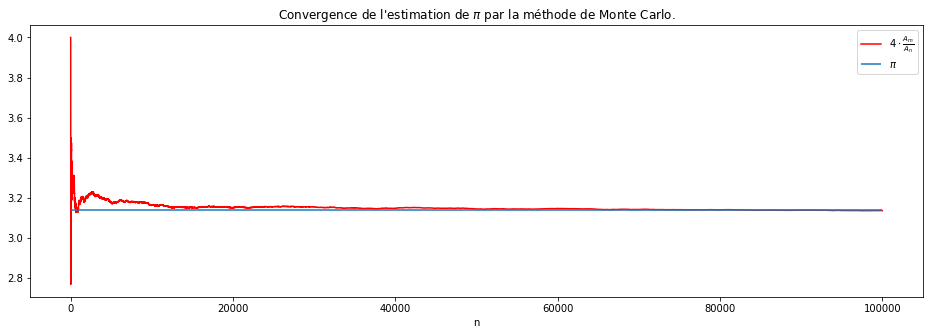 Convergence de l'estimation de π par la méthode de Monte Carlo.
4 · A_m/A_n
π
4.0
3.8
3.6
3.4
3.2
3.0
2.8
0 20000 40000 60000 80000 100000
n